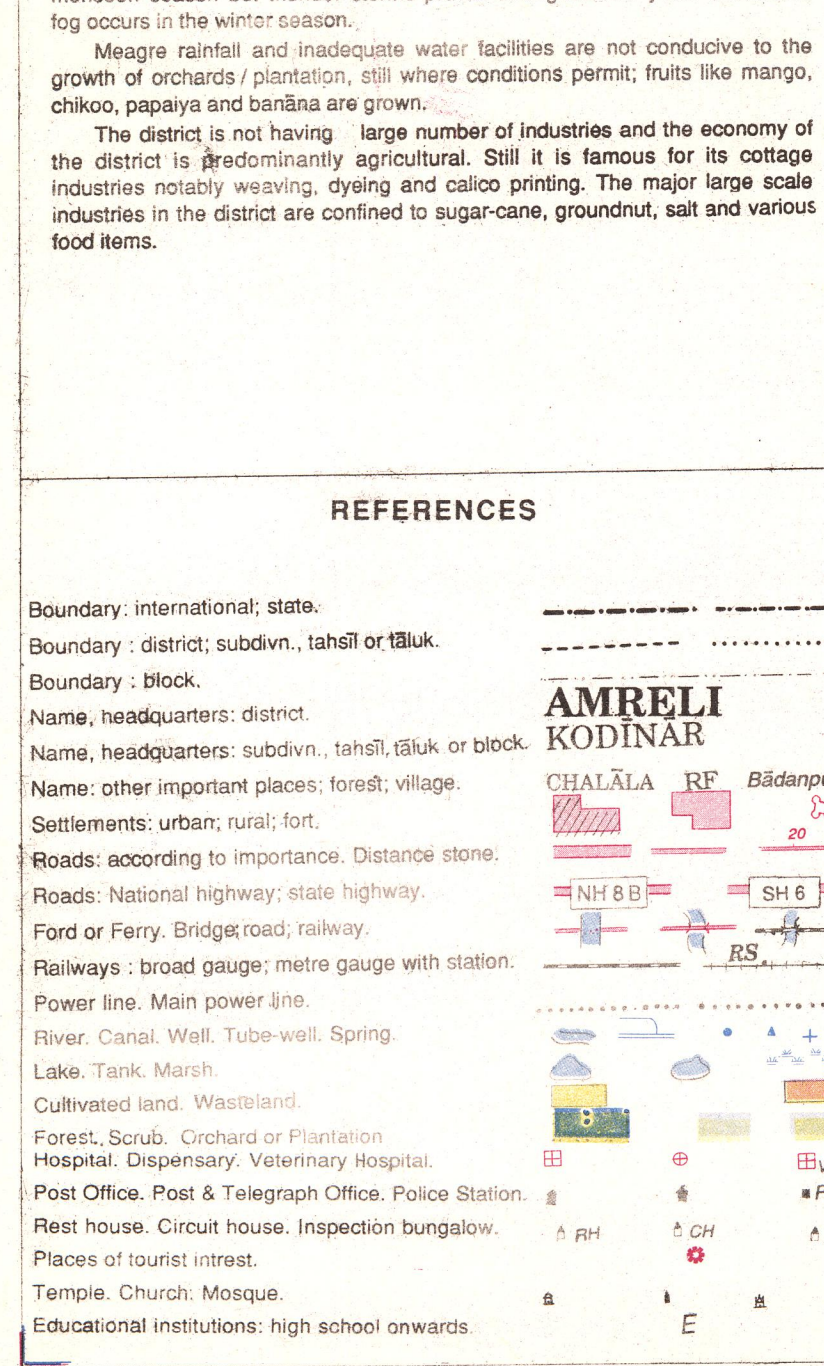 fog occurs in the winter season.
Meagre rainfall and inadequate water facilities are not conducive to the
growth of orchards / plantation, still where conditions permit; fruits like mango,
chikoo, papaiya and banāna are grown.
The district is not having large number of industries and the economy of
the district is predominantly agricultural. Still it is famous for its cottage
industries notably weaving, dyeing and calico printing. The major large scale
industries in the district are confined to sugar-cane, groundnut, salt and various
food items.
REFERENCES
Boundary: international; state.
Boundary : district; subdivn., tahsīl or tāluk.
Boundary : block.
Name, headquarters: district. AMRELI
Name, headquarters: subdivn., tahsīl, tāluk or block. KODĪNĀR
Name: other important places; forest; village. CHALĀLA RF Bādanpu
Settlements: urban; rural; fort.
Roads: according to importance. Distance stone. 20
Roads: National highway; state highway. NH 8 B SH 6
Ford or Ferry. Bridge; road; railway.
Railways : broad gauge; metre gauge with station. RS
Power line. Main power line.
River. Canal. Well. Tube-well. Spring.
Lake. Tank. Marsh.
Cultivated land. Wasteland.
Forest. Scrub. Orchard or Plantation
Hospital. Dispensary. Veterinary Hospital. V
Post Office. Post & Telegraph Office. Police Station. P
Rest house. Circuit house. Inspection bungalow. RH CH
Places of tourist intrest.
Temple. Church. Mosque.
Educational institutions: high school onwards. E